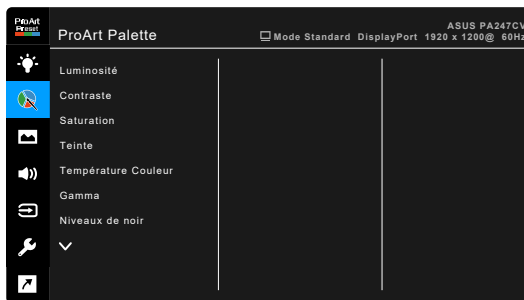 ProArt
Preset
ProArt Palette
ASUS PA247CV
Mode Standard DisplayPort 1920 x 1200@ 60Hz
Luminosité
Contraste
Saturation
Teinte
Température Couleur
Gamma
Niveaux de noir